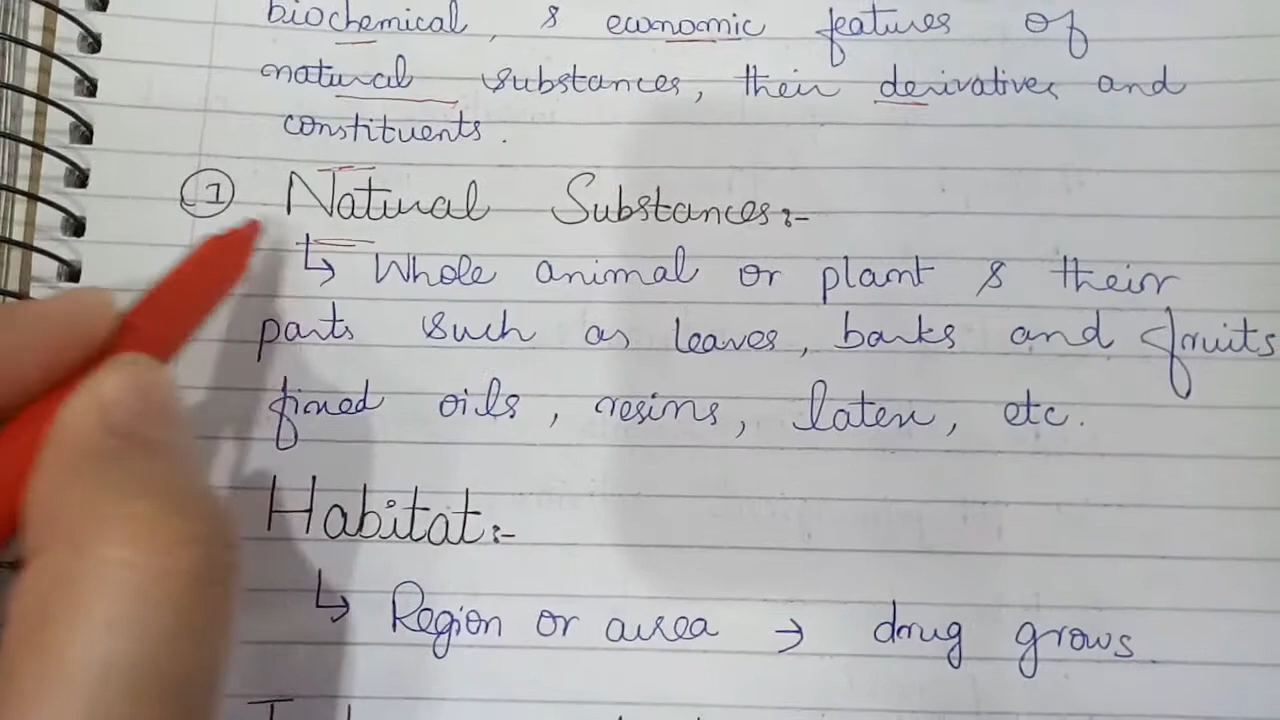 biochemical, & economic features of
natural substances, their derivatives and
constituents.
① Natural Substances:-
↳ Whole animal or plant & their
parts such as leaves, barks and fruits
fixed oils, resins, latex, etc.
Habitat:-
↳ Region or area → drug grows.